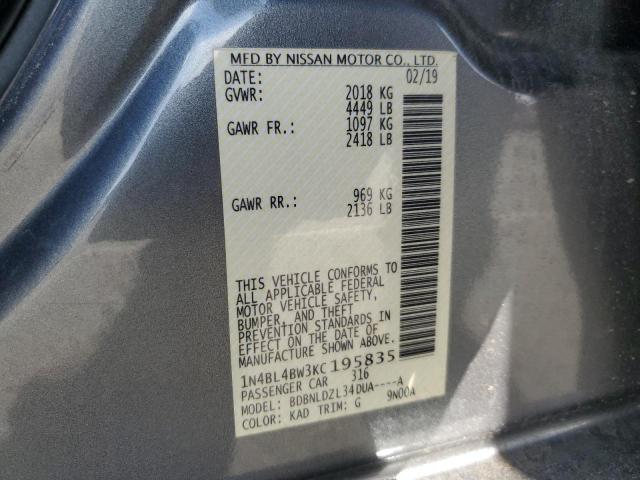 MFD BY NISSAN MOTOR CO., LTD.
DATE: 02/19
GVWR: 2018 KG
4449 LB
GAWR FR.: 1097 KG
2418 LB
GAWR RR.: 969 KG
2136 LB
THIS VEHICLE CONFORMS TO
ALL APPLICABLE FEDERAL
MOTOR VEHICLE SAFETY,
BUMPER, AND THEFT
PREVENTION STANDARDS IN
EFFECT ON THE DATE OF
MANUFACTURE SHOWN ABOVE.
1N4BL4BW3KC195835
PASSENGER CAR 316
MODEL: BDBNLDZL34DUA----A
COLOR: KAD TRIM: G 9N00A